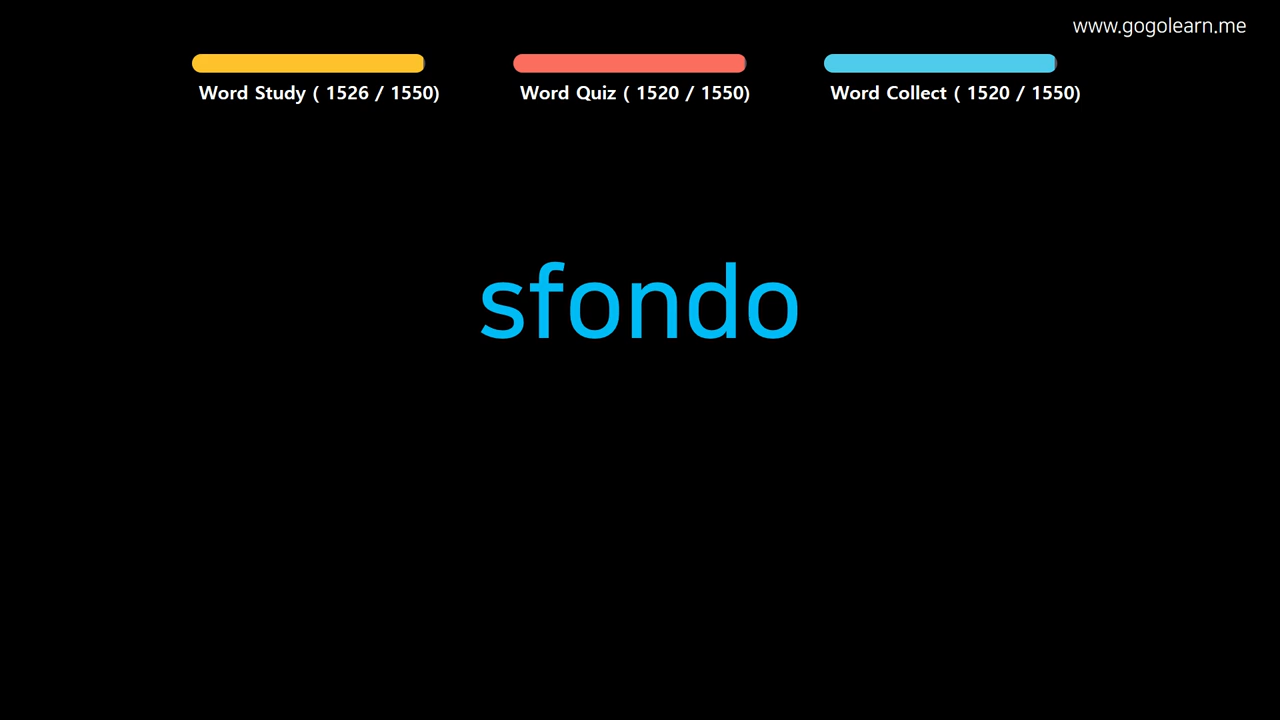 www.gogolearn.me
Word Study ( 1526 / 1550)
Word Quiz ( 1520 / 1550)
Word Collect ( 1520 / 1550)
sfondo